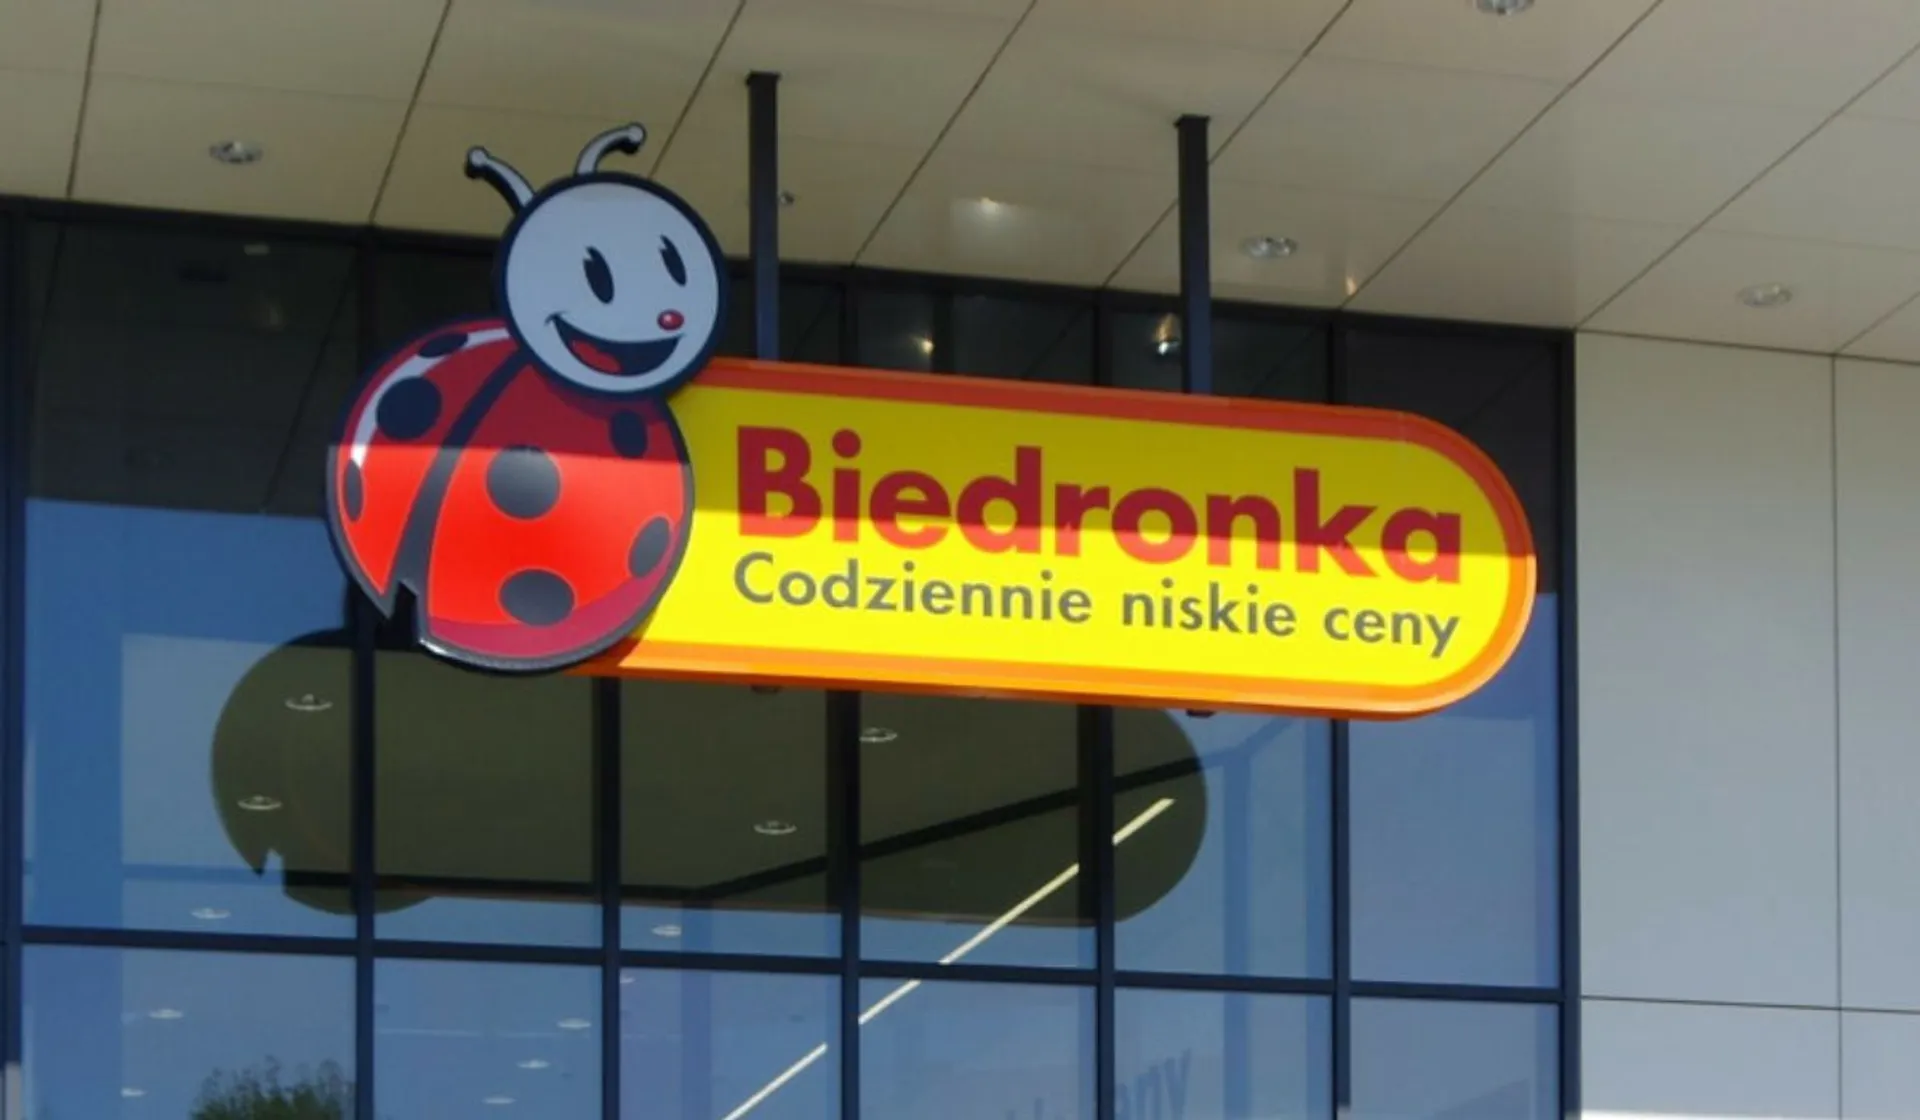 Biedronka
Codziennie niskie ceny